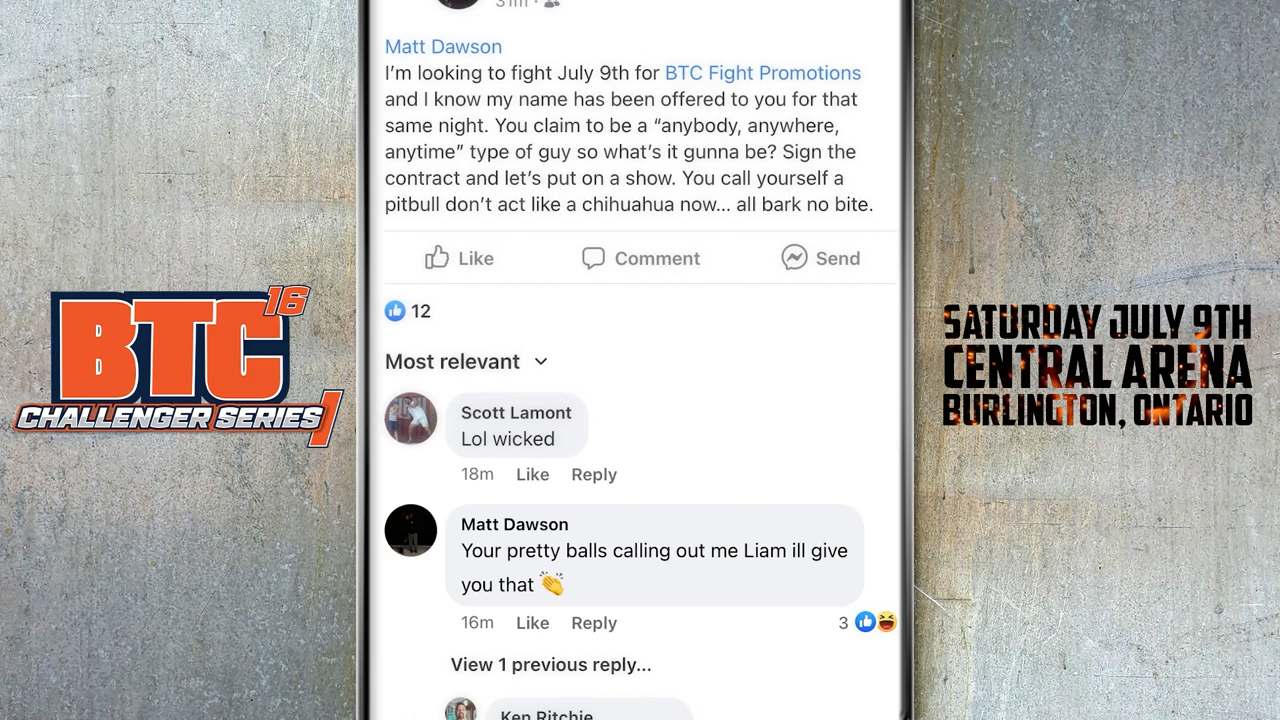 31m
Matt Dawson
I'm looking to fight July 9th for BTC Fight Promotions
and I know my name has been offered to you for that
same night. You claim to be a “anybody, anywhere,
anytime” type of guy so what's it gunna be? Sign the
contract and let's put on a show. You call yourself a
pitbull don't act like a chihuahua now... all bark no bite.
Like
Comment
Send
12
Most relevant
Scott Lamont
Lol wicked
18m Like Reply
Matt Dawson
Your pretty balls calling out me Liam ill give
you that 👏
16m Like Reply
3
View 1 previous reply...
Ken Ritchie
BTC 16
CHALLENGER SERIES 1
SATURDAY JULY 9TH
CENTRAL ARENA
BURLINGTON, ONTARIO